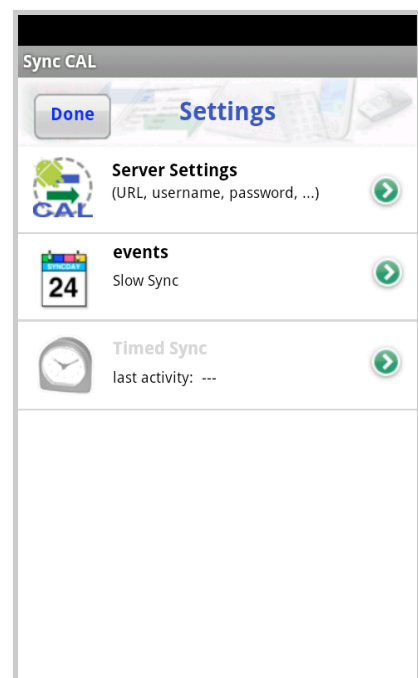 Sync CAL
Done
Settings
Server Settings
(URL, username, password, ...)
CAL
events
SYNCDAY
24
Slow Sync
Timed Sync
last activity: ---